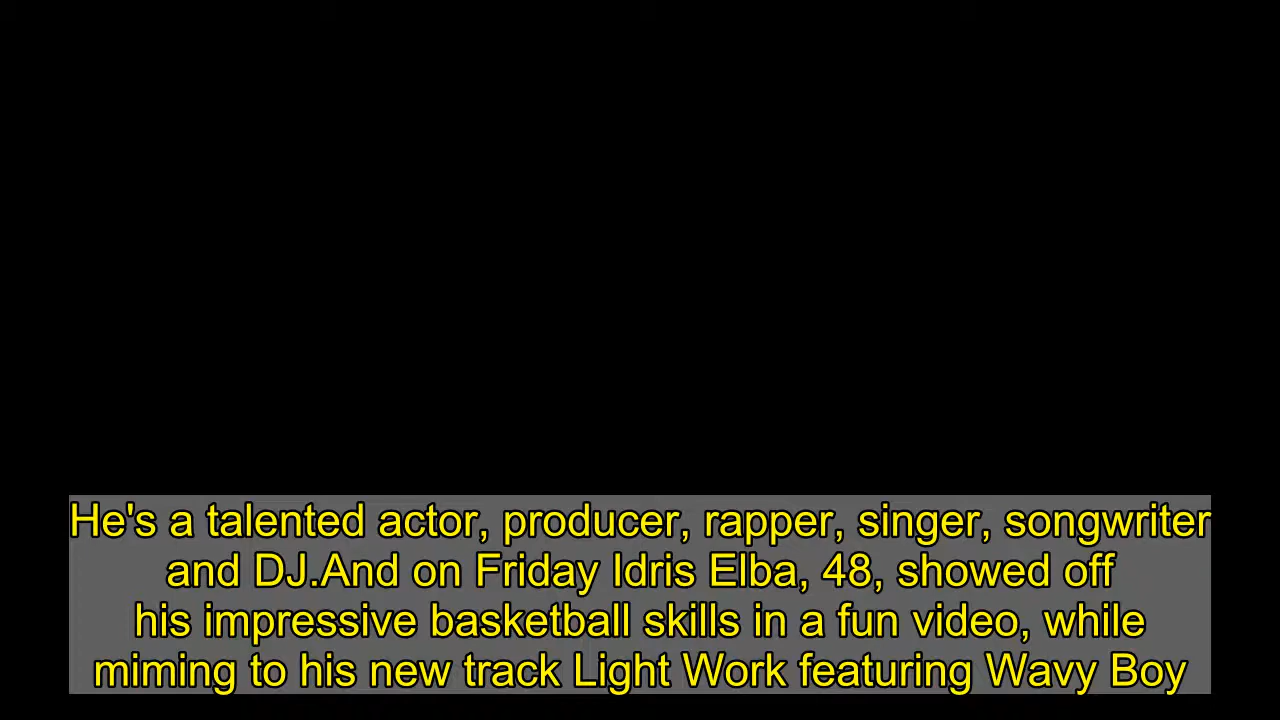 He's a talented actor, producer, rapper, singer, songwriter
and DJ.And on Friday Idris Elba, 48, showed off
his impressive basketball skills in a fun video, while
miming to his new track Light Work featuring Wavy Boy